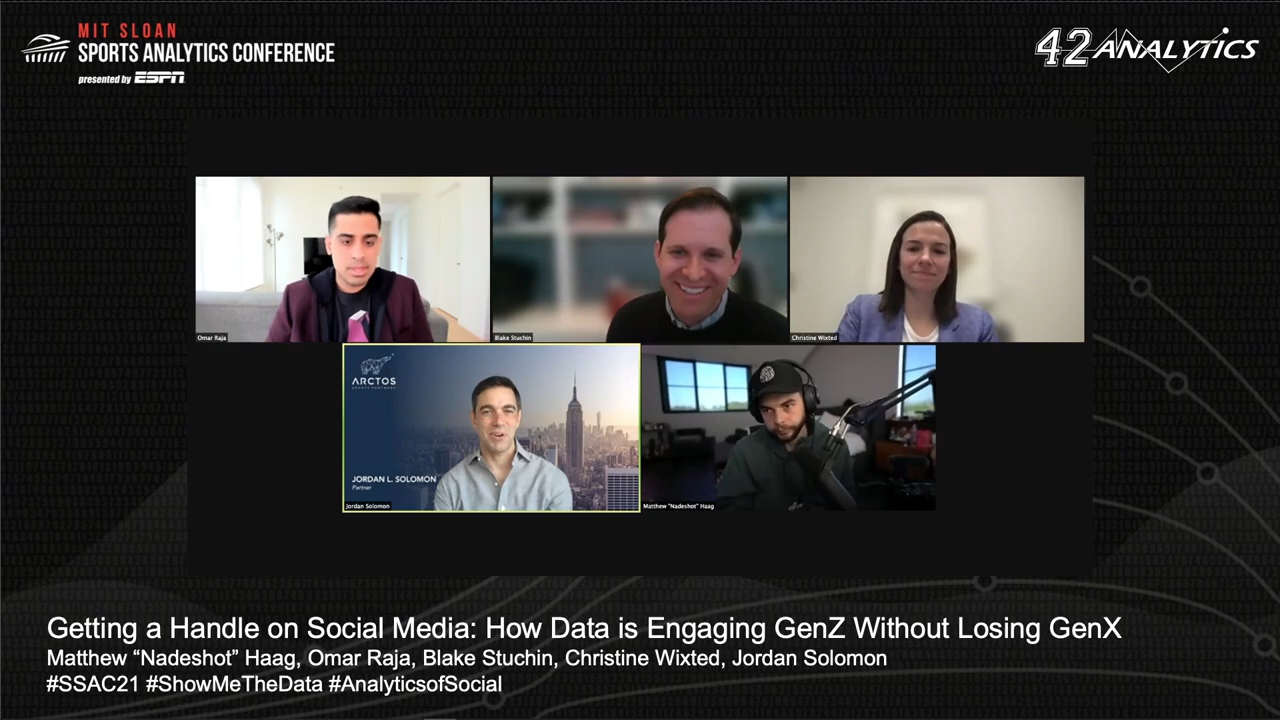 MIT SLOAN
SPORTS ANALYTICS CONFERENCE
presented by ESPN
42 ANALYTICS
Omar Raja
Blake Stuchin
Christine Wixted
ARCTOS
SPORTS PARTNERS
JORDAN L. SOLOMON
Partner
Jordan Solomon
Matthew "Nadeshot" Haag
Getting a Handle on Social Media: How Data is Engaging GenZ Without Losing GenX
Matthew “Nadeshot” Haag, Omar Raja, Blake Stuchin, Christine Wixted, Jordan Solomon
#SSAC21 #ShowMeTheData #AnalyticsofSocial